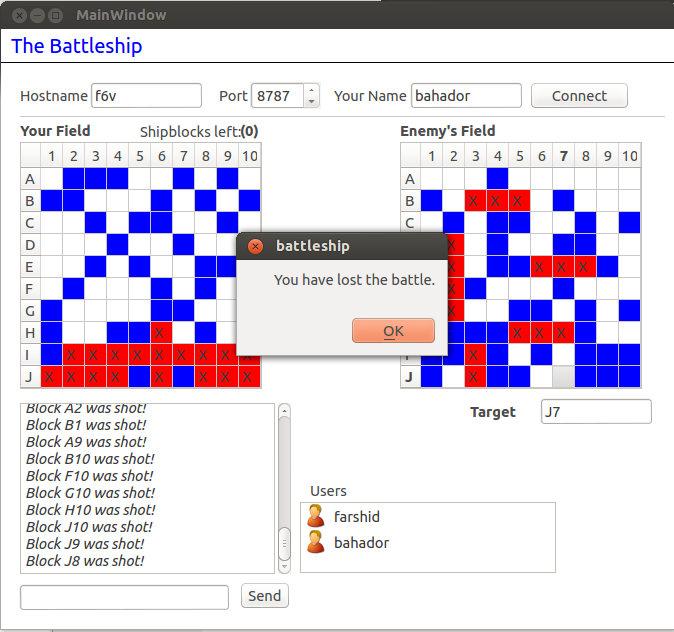 MainWindow
The Battleship
Hostname f6v Port 8787 Your Name bahador Connect
Your Field Shipblocks left:(0) Enemy's Field
1 2 3 4 5 6 7 8 9 10 1 2 3 4 5 6 7 8 9 10
A A
B B X X X
C C
D X
E X X X X
F X
G X
H X X X X
I X X X X X X X X X X
J X X X X X X X X J X
battleship
You have lost the battle.
OK
Block A2 was shot!
Block B1 was shot!
Block A9 was shot!
Block B10 was shot!
Block F10 was shot!
Block G10 was shot!
Block H10 was shot!
Block J10 was shot!
Block J9 was shot!
Block J8 was shot!
Target J7
Users
farshid
bahador
Send